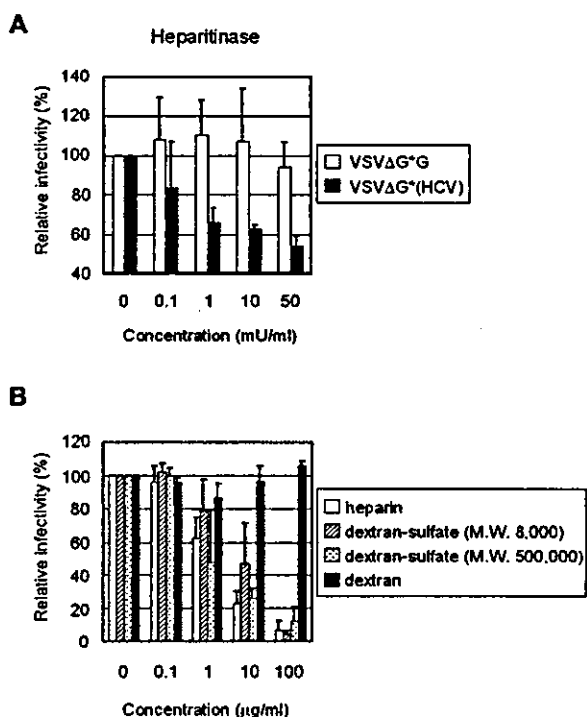 A
Heparitinase
Relative infectivity (%)
140
120
100
80
60
40
0 0.1 1 10 50
Concentration (mU/ml)
VSVΔG*G
VSVΔG*(HCV)
B
Relative Infectivity (%)
120
100
80
60
40
20
0
0 0.1 1 10 100
Concentration (μg/ml)
heparin
dextran-sulfate (M.W. 8,000)
dextran-sulfate (M.W. 500,000)
dextran